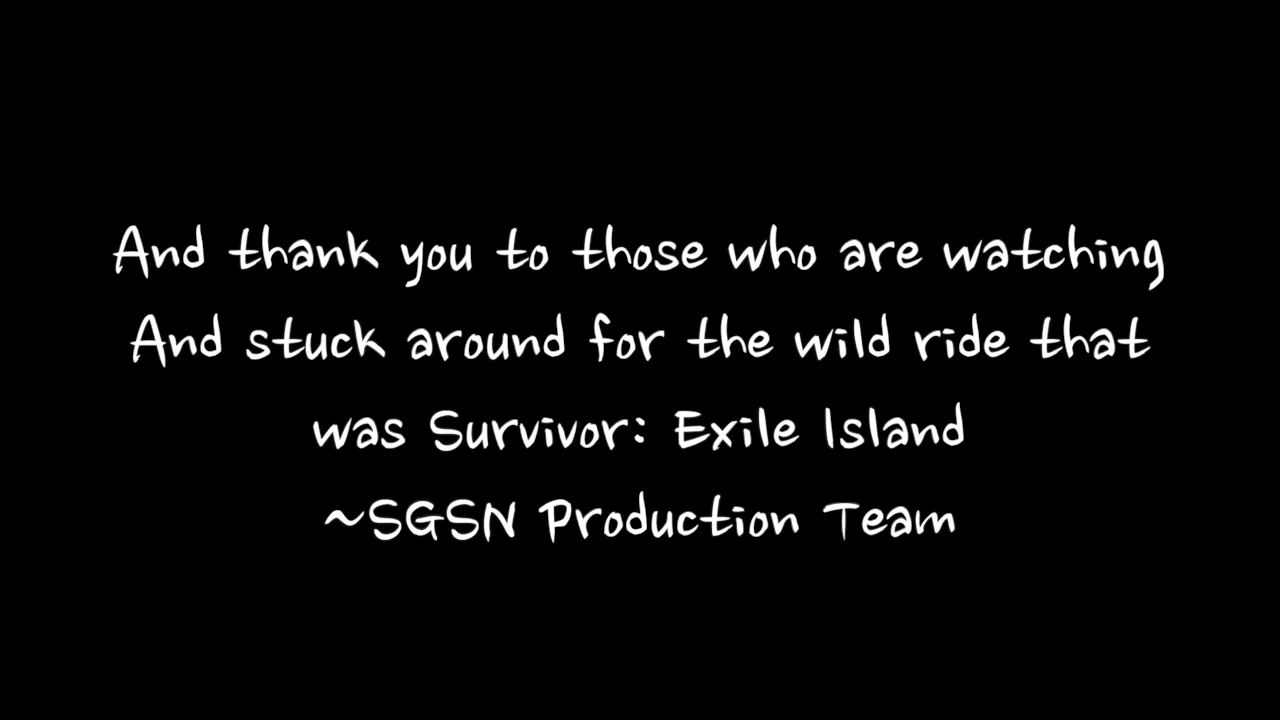 And thank you to those who are watching
And stuck around for the wild ride that
was Survivor: Exile Island
~SGSN Production Team